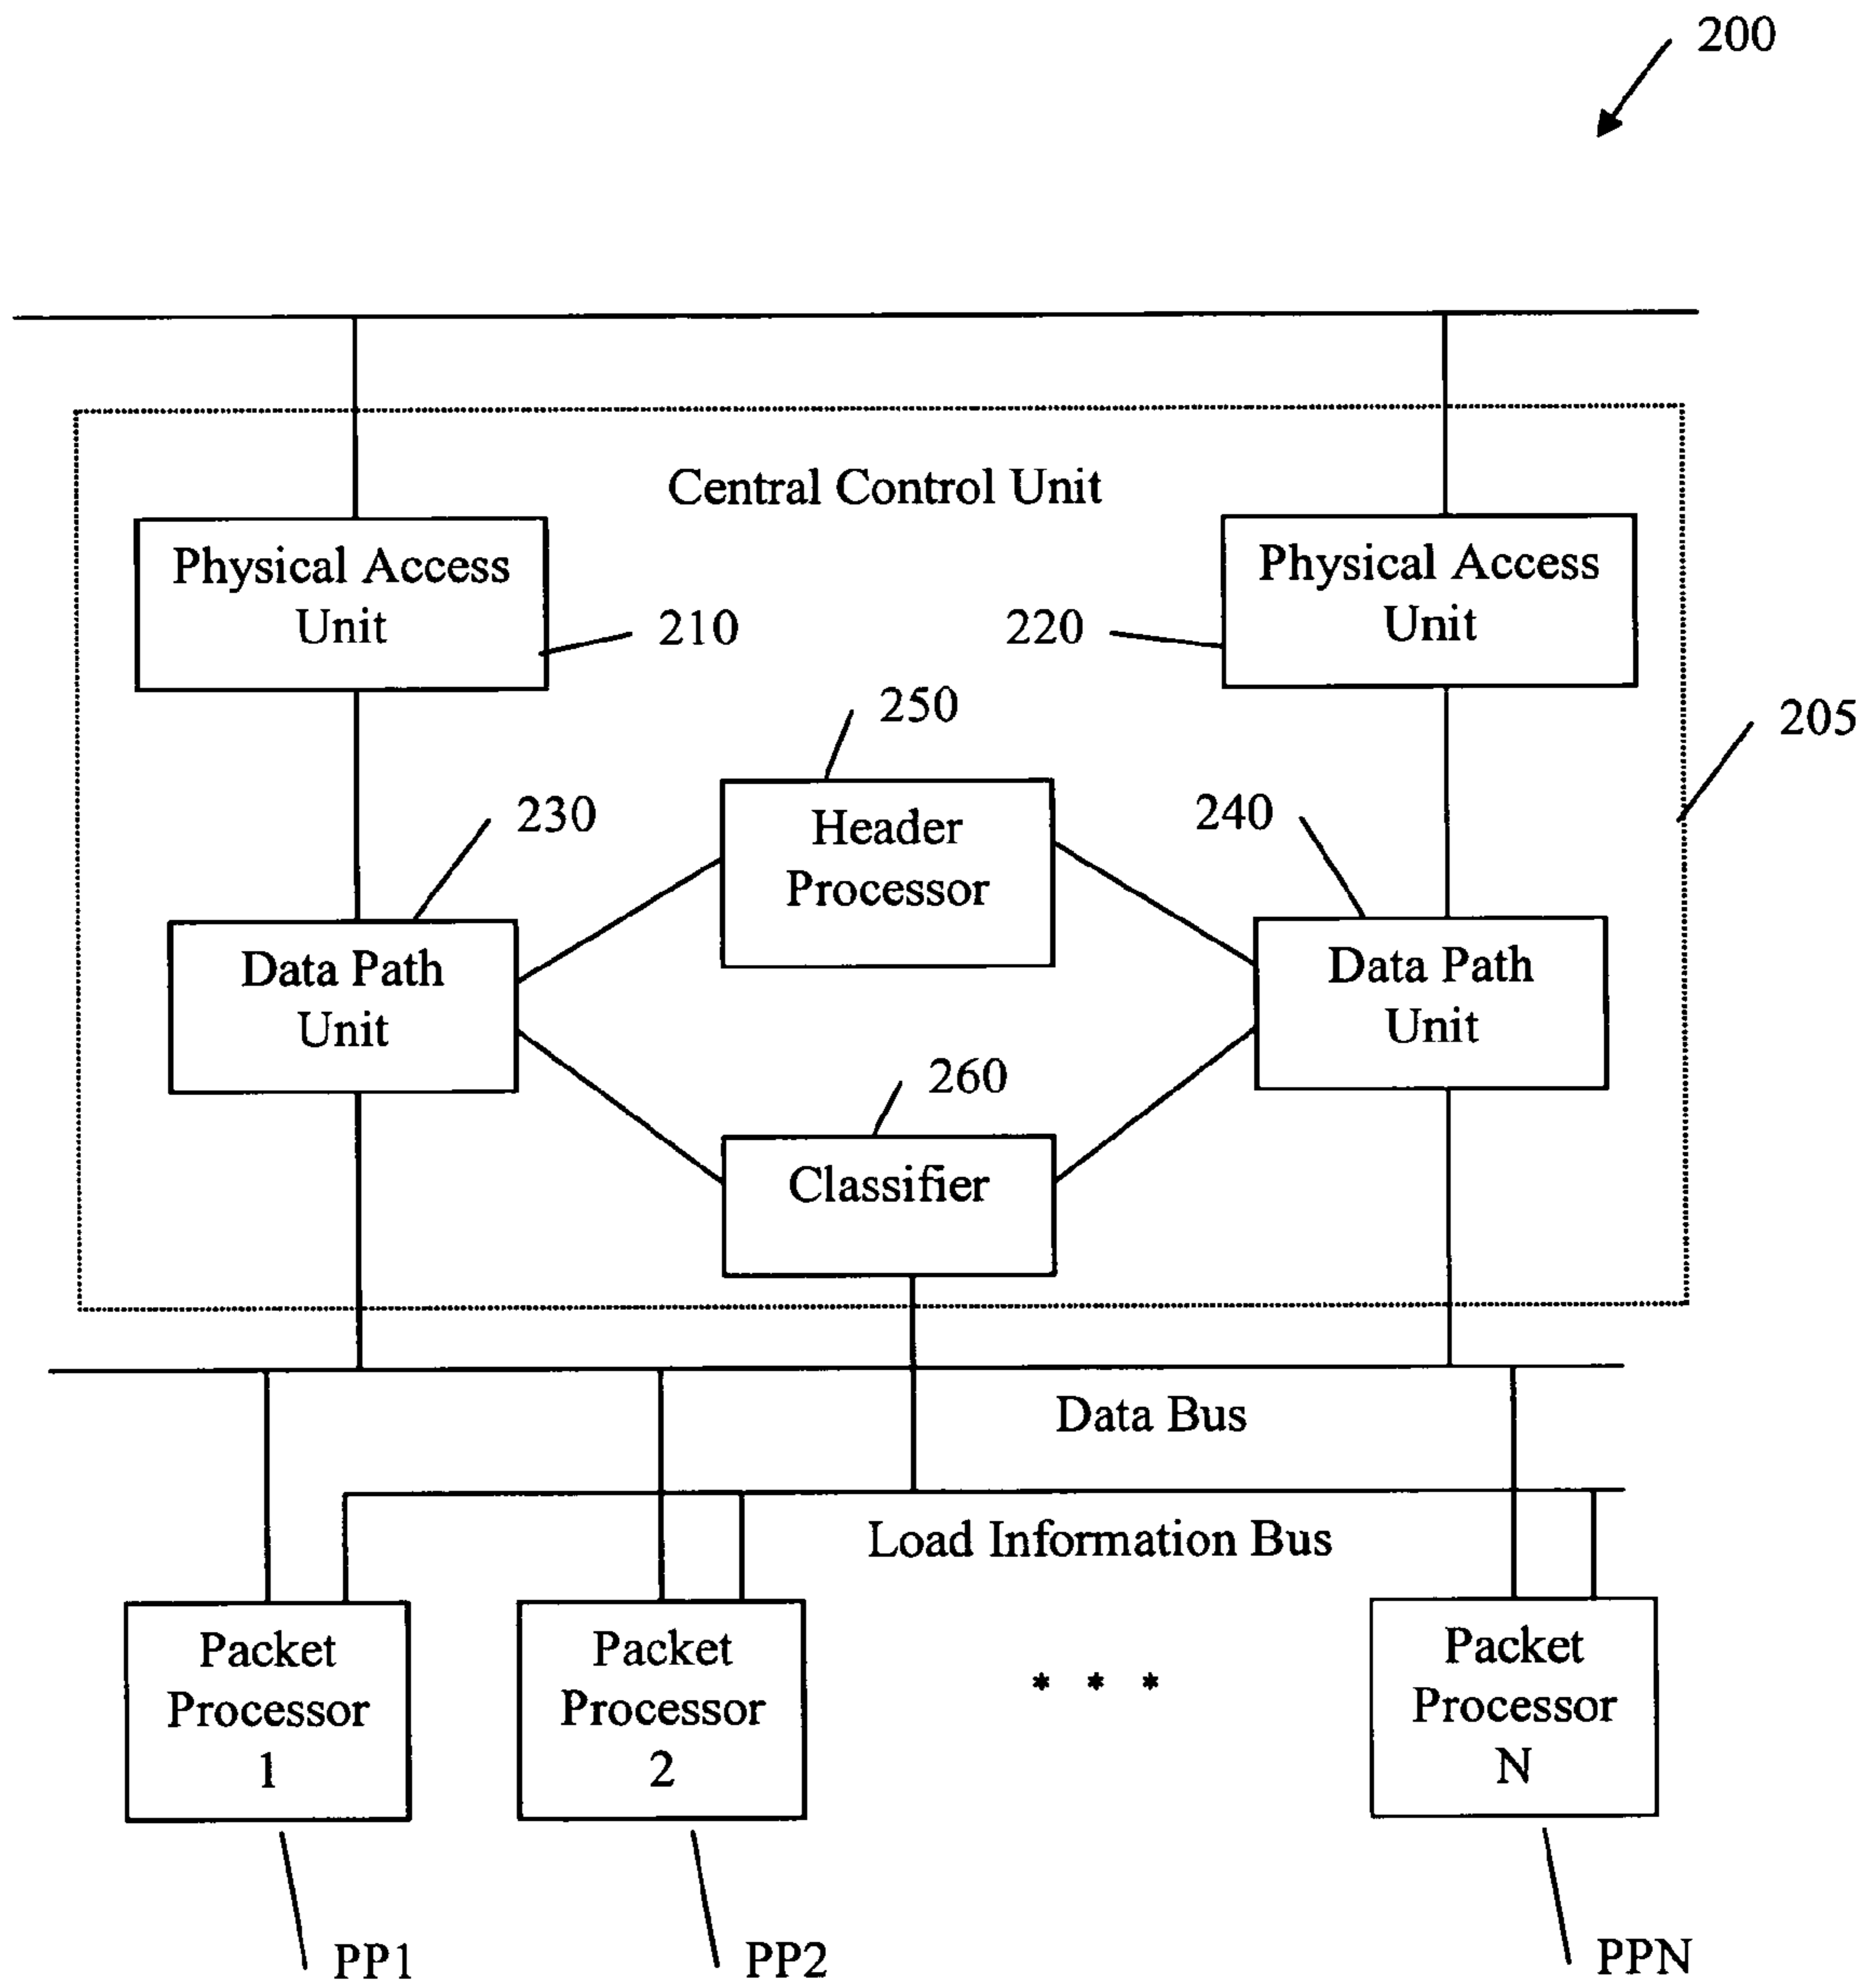 200
Central Control Unit
Physical Access
Unit
210
220
Physical Access
Unit
205
250
Header
Processor
230
240
Data Path
Unit
Data Path
Unit
260
Classifier
Data Bus
Load Information Bus
Packet
Processor
1
Packet
Processor
2
* * *
Packet
Processor
N
PP1
PP2
PPN